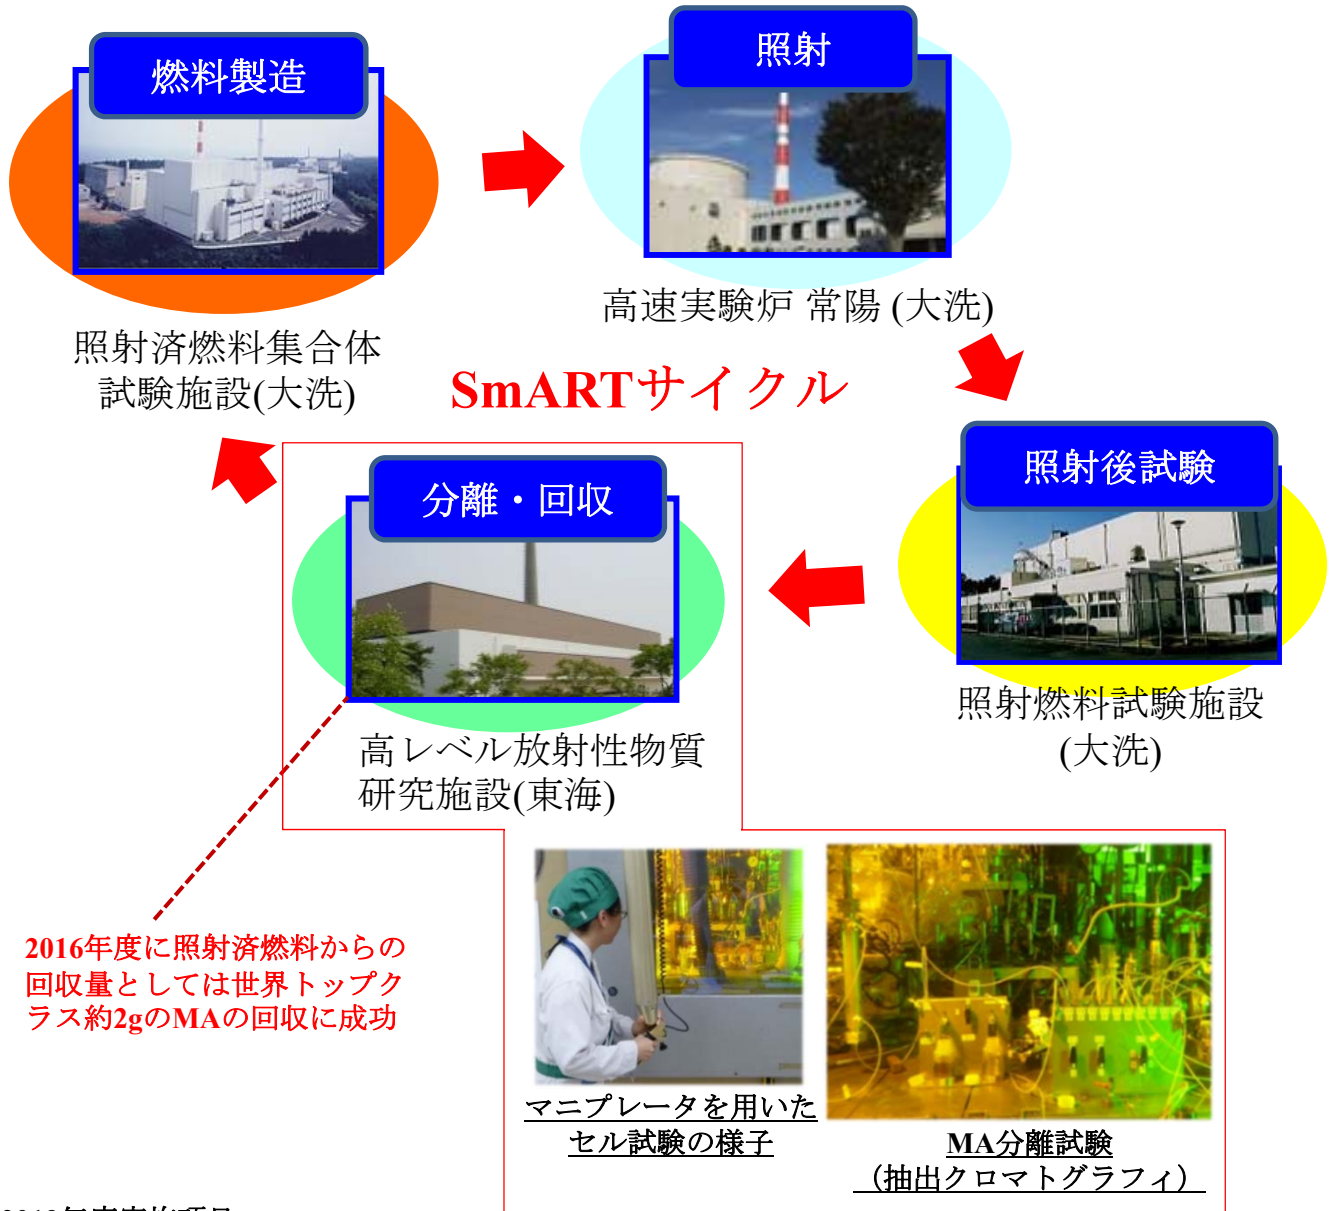 燃料製造
照射
照射済燃料集合体
試験施設(大洗)
高速実験炉 常陽 (大洗)
SmARTサイクル
分離・回収
照射後試験
高レベル放射性物質
研究施設(東海)
照射燃料試験施設
(大洗)
2016年度に照射済燃料からの
回収量としては世界トップク
ラス約2gのMAの回収に成功
マニプレータを用いた
セル試験の様子
MA分離試験
（抽出クロマトグラフィ）